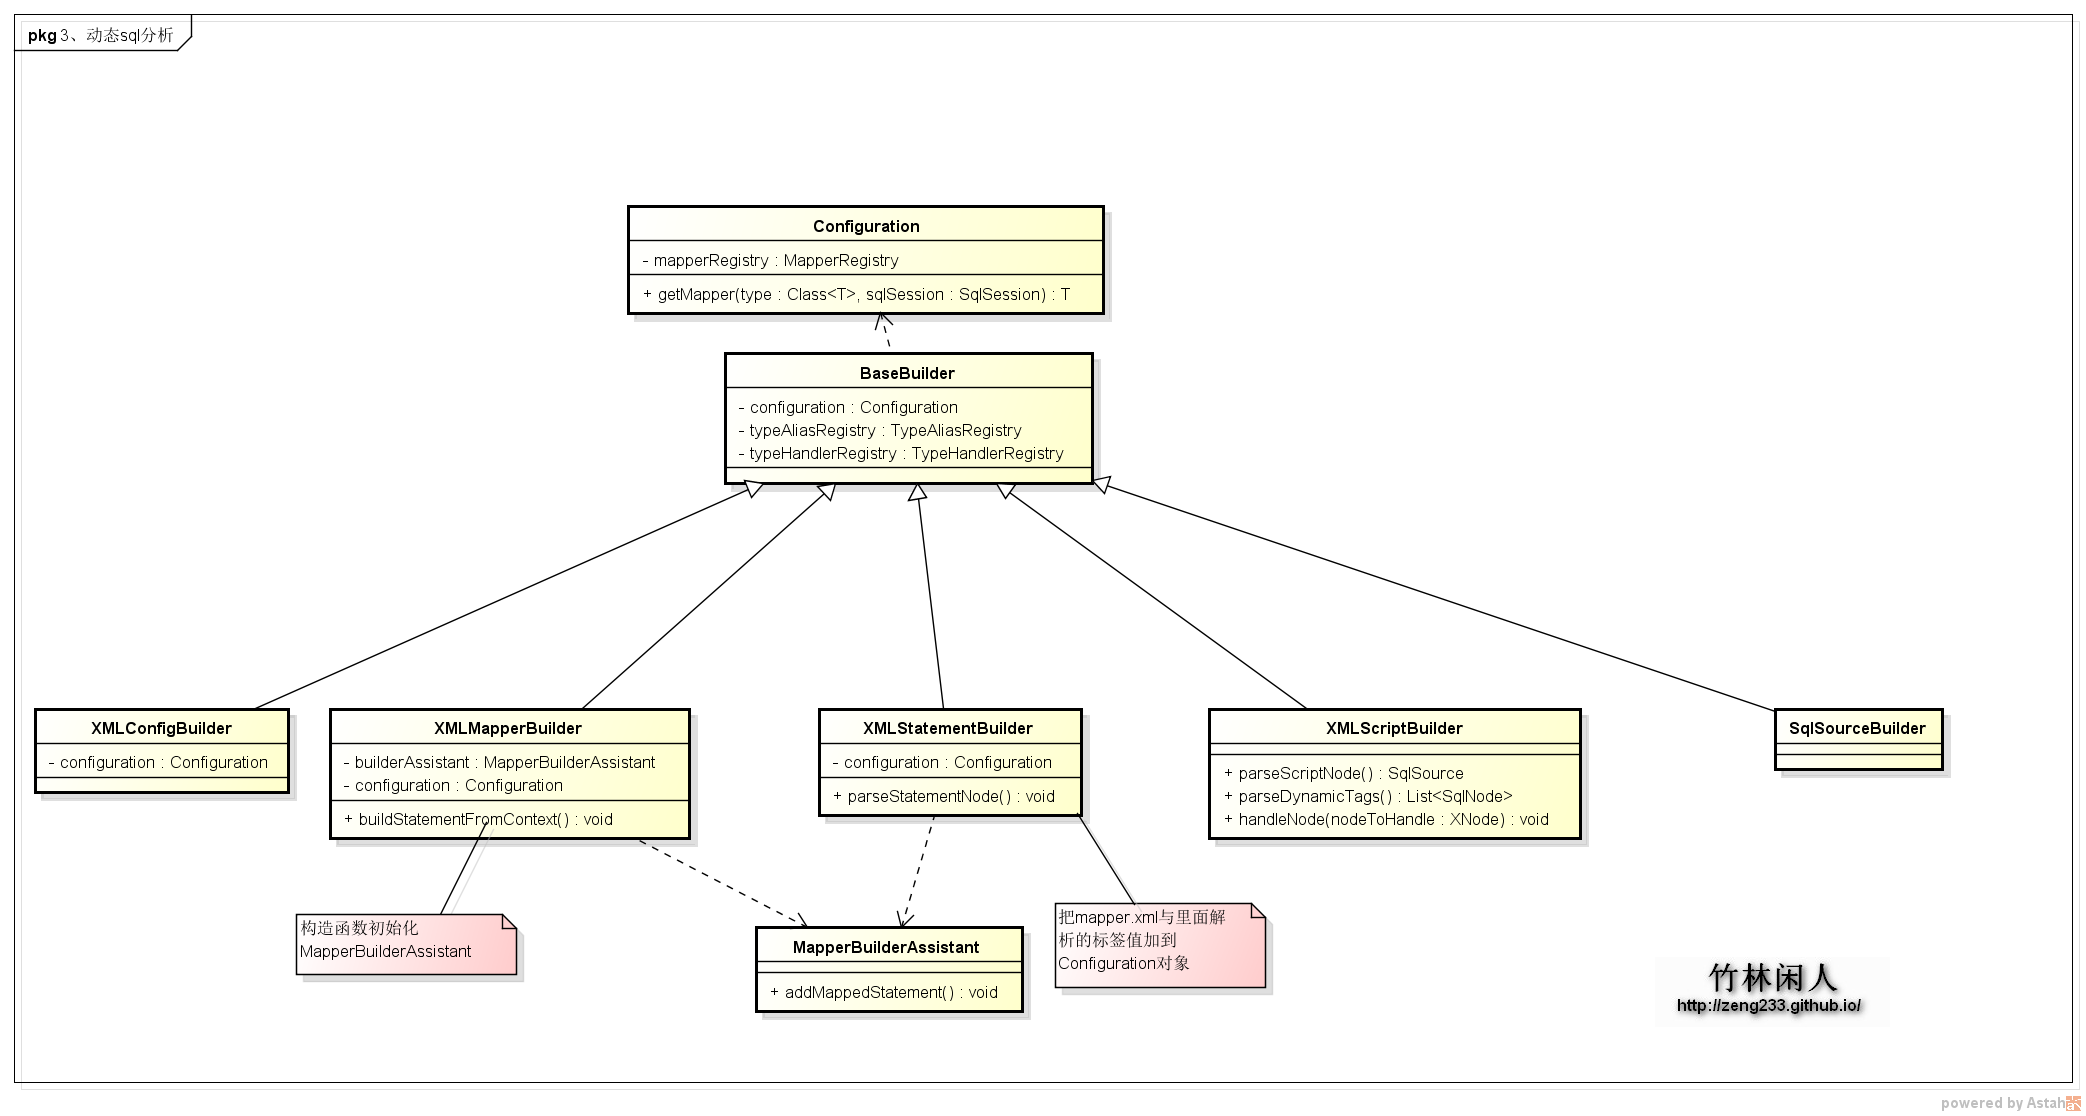 pkg 3、动态sql分析
Configuration
- mapperRegistry : MapperRegistry
+ getMapper(type : Class<T>, sqlSession : SqlSession) : T
BaseBuilder
- configuration : Configuration
- typeAliasRegistry : TypeAliasRegistry
- typeHandlerRegistry : TypeHandlerRegistry
XMLConfigBuilder
- configuration : Configuration
XMLMapperBuilder
- builderAssistant : MapperBuilderAssistant
- configuration : Configuration
+ buildStatementFromContext() : void
XMLStatementBuilder
- configuration : Configuration
+ parseStatementNode() : void
XMLScriptBuilder
+ parseScriptNode() : SqlSource
+ parseDynamicTags() : List<SqlNode>
+ handleNode(nodeToHandle : XNode) : void
SqlSourceBuilder
构造函数初始化
MapperBuilderAssistant
MapperBuilderAssistant
+ addMappedStatement() : void
把mapper.xml与里面解
析的标签值加到
Configuration对象
竹林闲人
http://zeng233.github.io/
powered by Astah